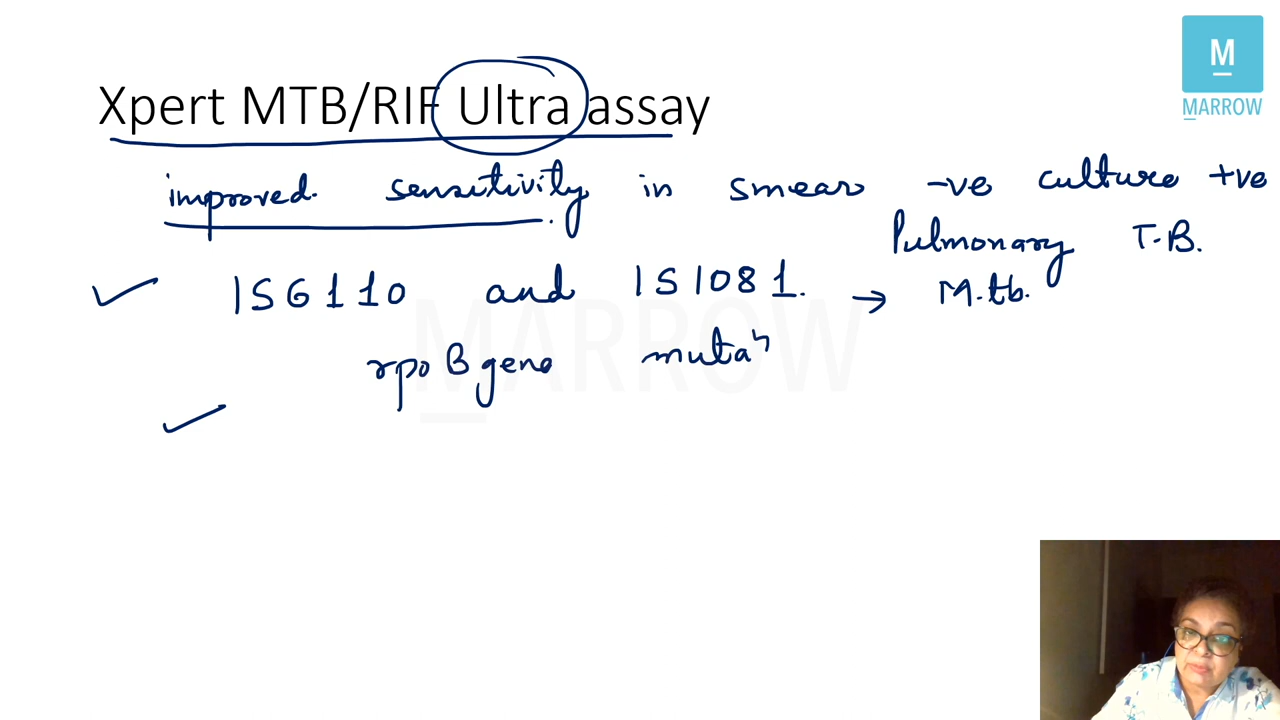 M
MARROW
Xpert MTB/RIF Ultra assay
improved. sensitivity in smear -ve culture +ve
Pulmonary T.B.
IS6110 and IS1081. → M.tb.
rpoB gene mutaⁿ
MARROW